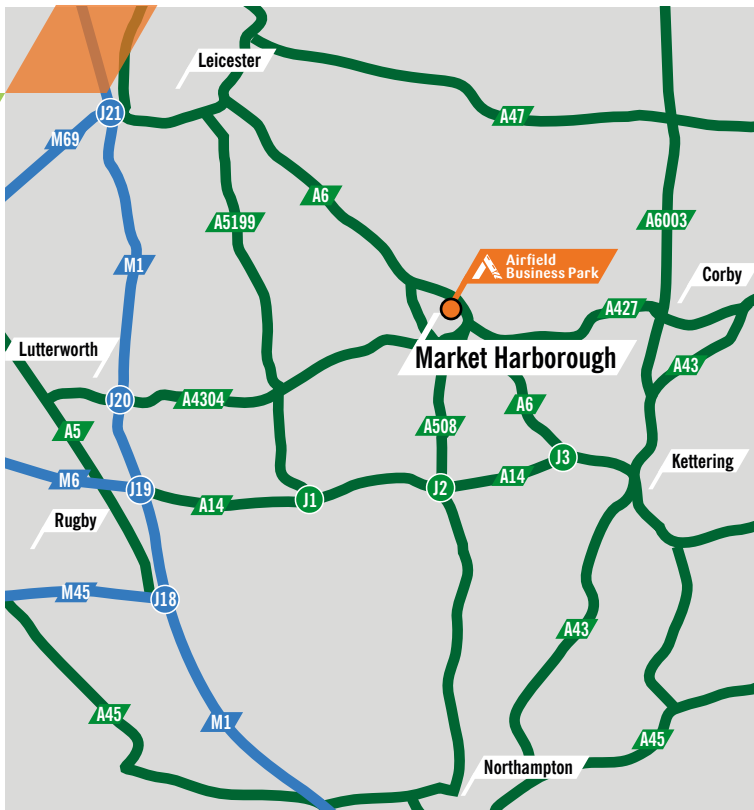 Leicester
J21
A47
M69
A6
A5199
A6003
M1
Airfield
Business Park
Corby
A427
Lutterworth
Market Harborough
A43
J20
A4304
A6
A5
A508
J3
Kettering
M6
J19
A14
J1
J2
A14
Rugby
M45
J18
A43
A45
M1
A45
Northampton